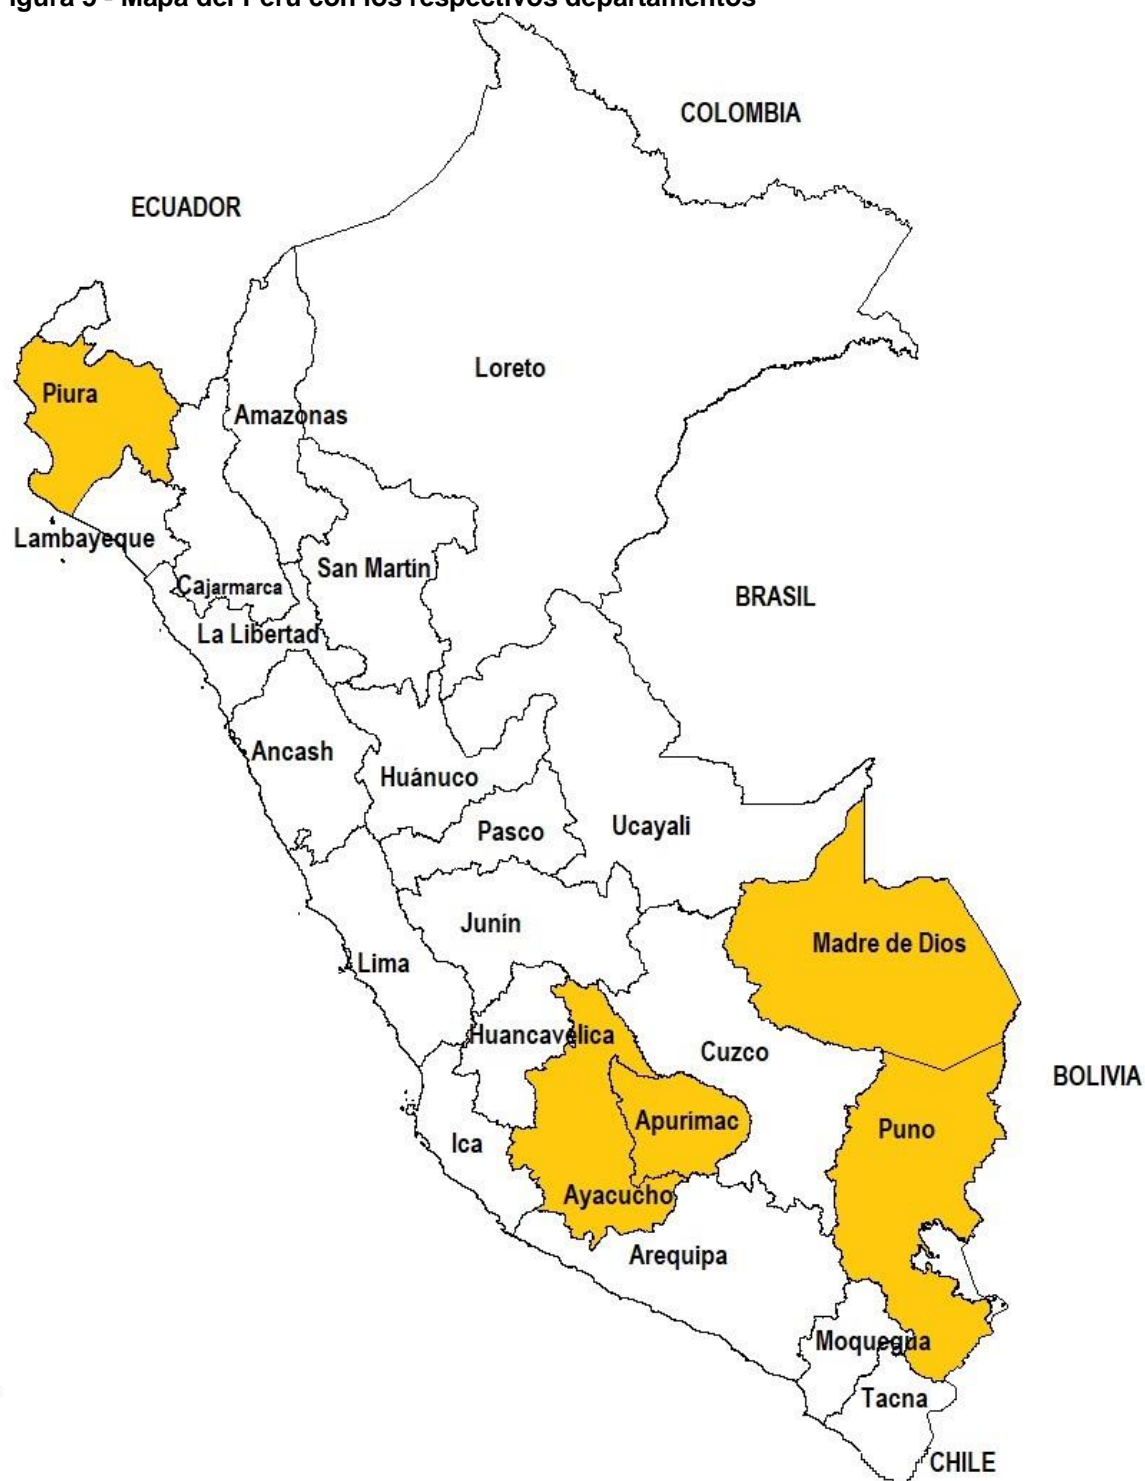 igura 5 - Mapa del Perú con los respectivos departamentos
COLOMBIA
ECUADOR
Loreto
Piura
Amazonas
Lambayeque
San Martín
Cajarmarca
BRASIL
La Libertad
Ancash
Huánuco
Pasco
Ucayali
Junín
Madre de Dios
Lima
Huancavelica
Cuzco
BOLIVIA
Apurimac
Puno
Ica
Ayacucho
Arequipa
Moquegua
Tacna
CHILE